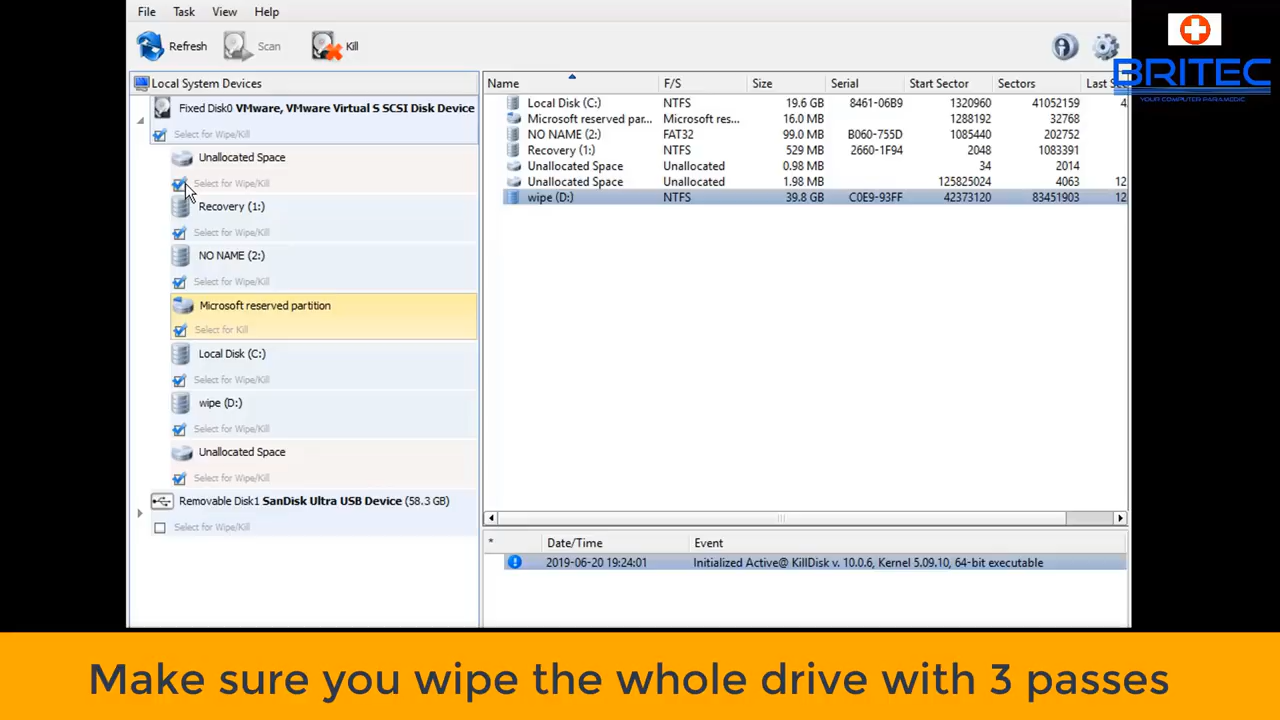 File Task View Help
Refresh Scan Kill
BRITEC
YOUR COMPUTER PARAMEDIC
Local System Devices
Fixed Disk0 VMware, VMware Virtual S SCSI Disk Device
Select for Wipe/Kill
Unallocated Space
Select for Wipe/Kill
Recovery (1:)
Select for Wipe/Kill
NO NAME (2:)
Select for Wipe/Kill
Microsoft reserved partition
Select for Kill
Local Disk (C:)
Select for Wipe/Kill
wipe (D:)
Select for Wipe/Kill
Unallocated Space
Select for Wipe/Kill
Removable Disk1 SanDisk Ultra USB Device (58.3 GB)
Select for Wipe/Kill
Name F/S Size Serial Start Sector Sectors Last
Local Disk (C:) NTFS 19.6 GB 8461-06B9 1320960 41052159 4
Microsoft reserved par... Microsoft res... 16.0 MB 1288192 32768
NO NAME (2:) FAT32 99.0 MB B060-755D 1085440 202752
Recovery (1:) NTFS 529 MB 2660-1F94 2048 1083391
Unallocated Space Unallocated 0.98 MB 34 2014
Unallocated Space Unallocated 1.98 MB 125825024 4063 12
wipe (D:) NTFS 39.8 GB C0E9-93FF 42373120 83451903 12
* Date/Time Event
2019-06-20 19:24:01 Initialized Active@ KillDisk v. 10.0.6, Kernel 5.09.10, 64-bit executable
Make sure you wipe the whole drive with 3 passes